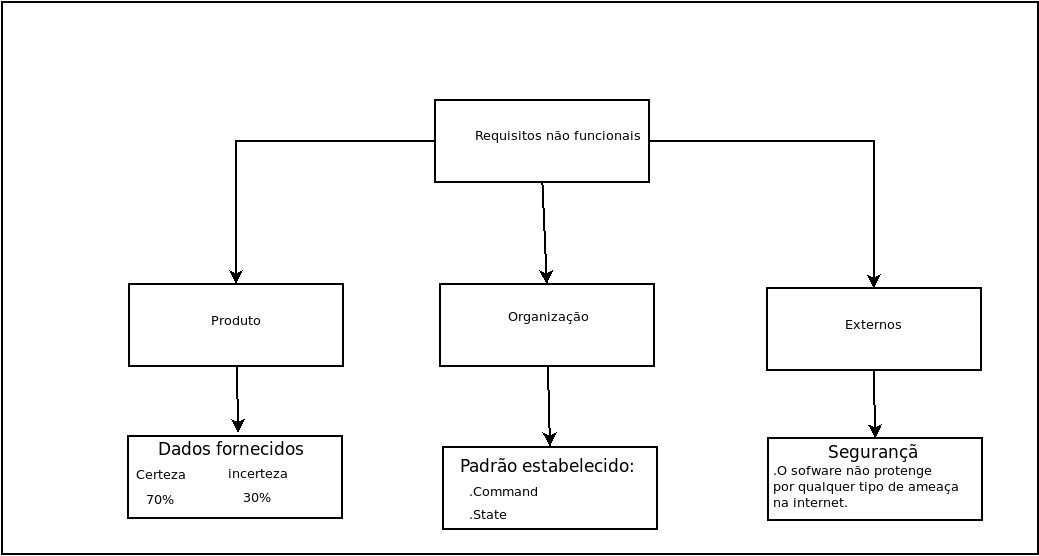 Requisitos não funcionais
Produto
Organização
Externos
Dados fornecidos
Certeza incerteza
70% 30%
Padrão estabelecido:
.Command
.State
Segurançã
.O sofware não protenge
por qualquer tipo de ameaça
na internet.